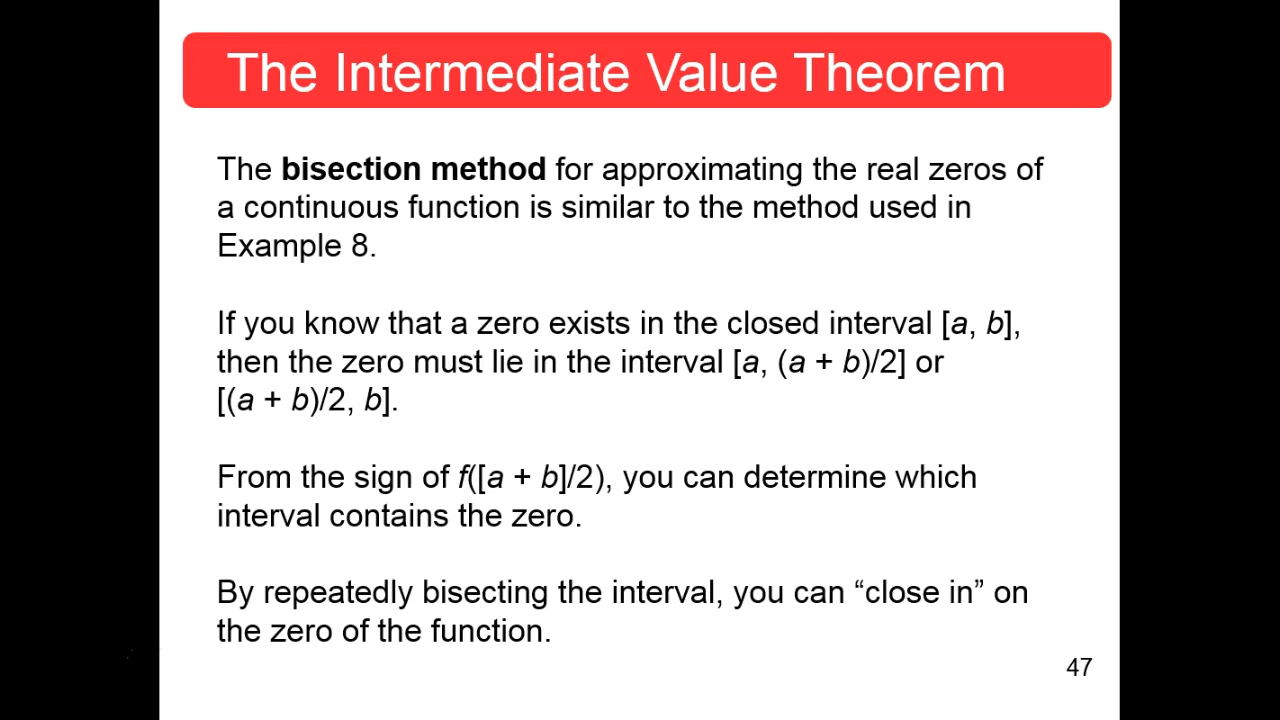 The Intermediate Value Theorem
The bisection method for approximating the real zeros of
a continuous function is similar to the method used in
Example 8.
If you know that a zero exists in the closed interval [a, b],
then the zero must lie in the interval [a, (a + b)/2] or
[(a + b)/2, b].
From the sign of f([a + b]/2), you can determine which
interval contains the zero.
By repeatedly bisecting the interval, you can “close in” on
the zero of the function.
47